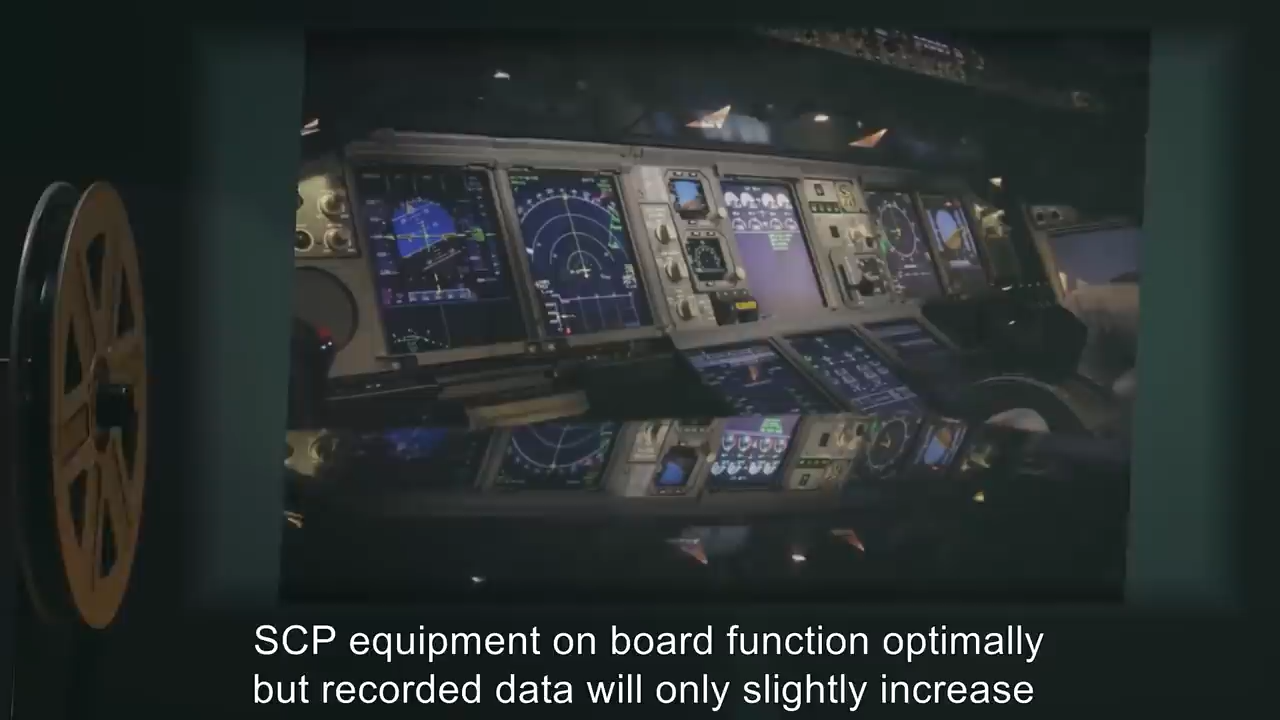 SCP equipment on board function optimally
but recorded data will only slightly increase